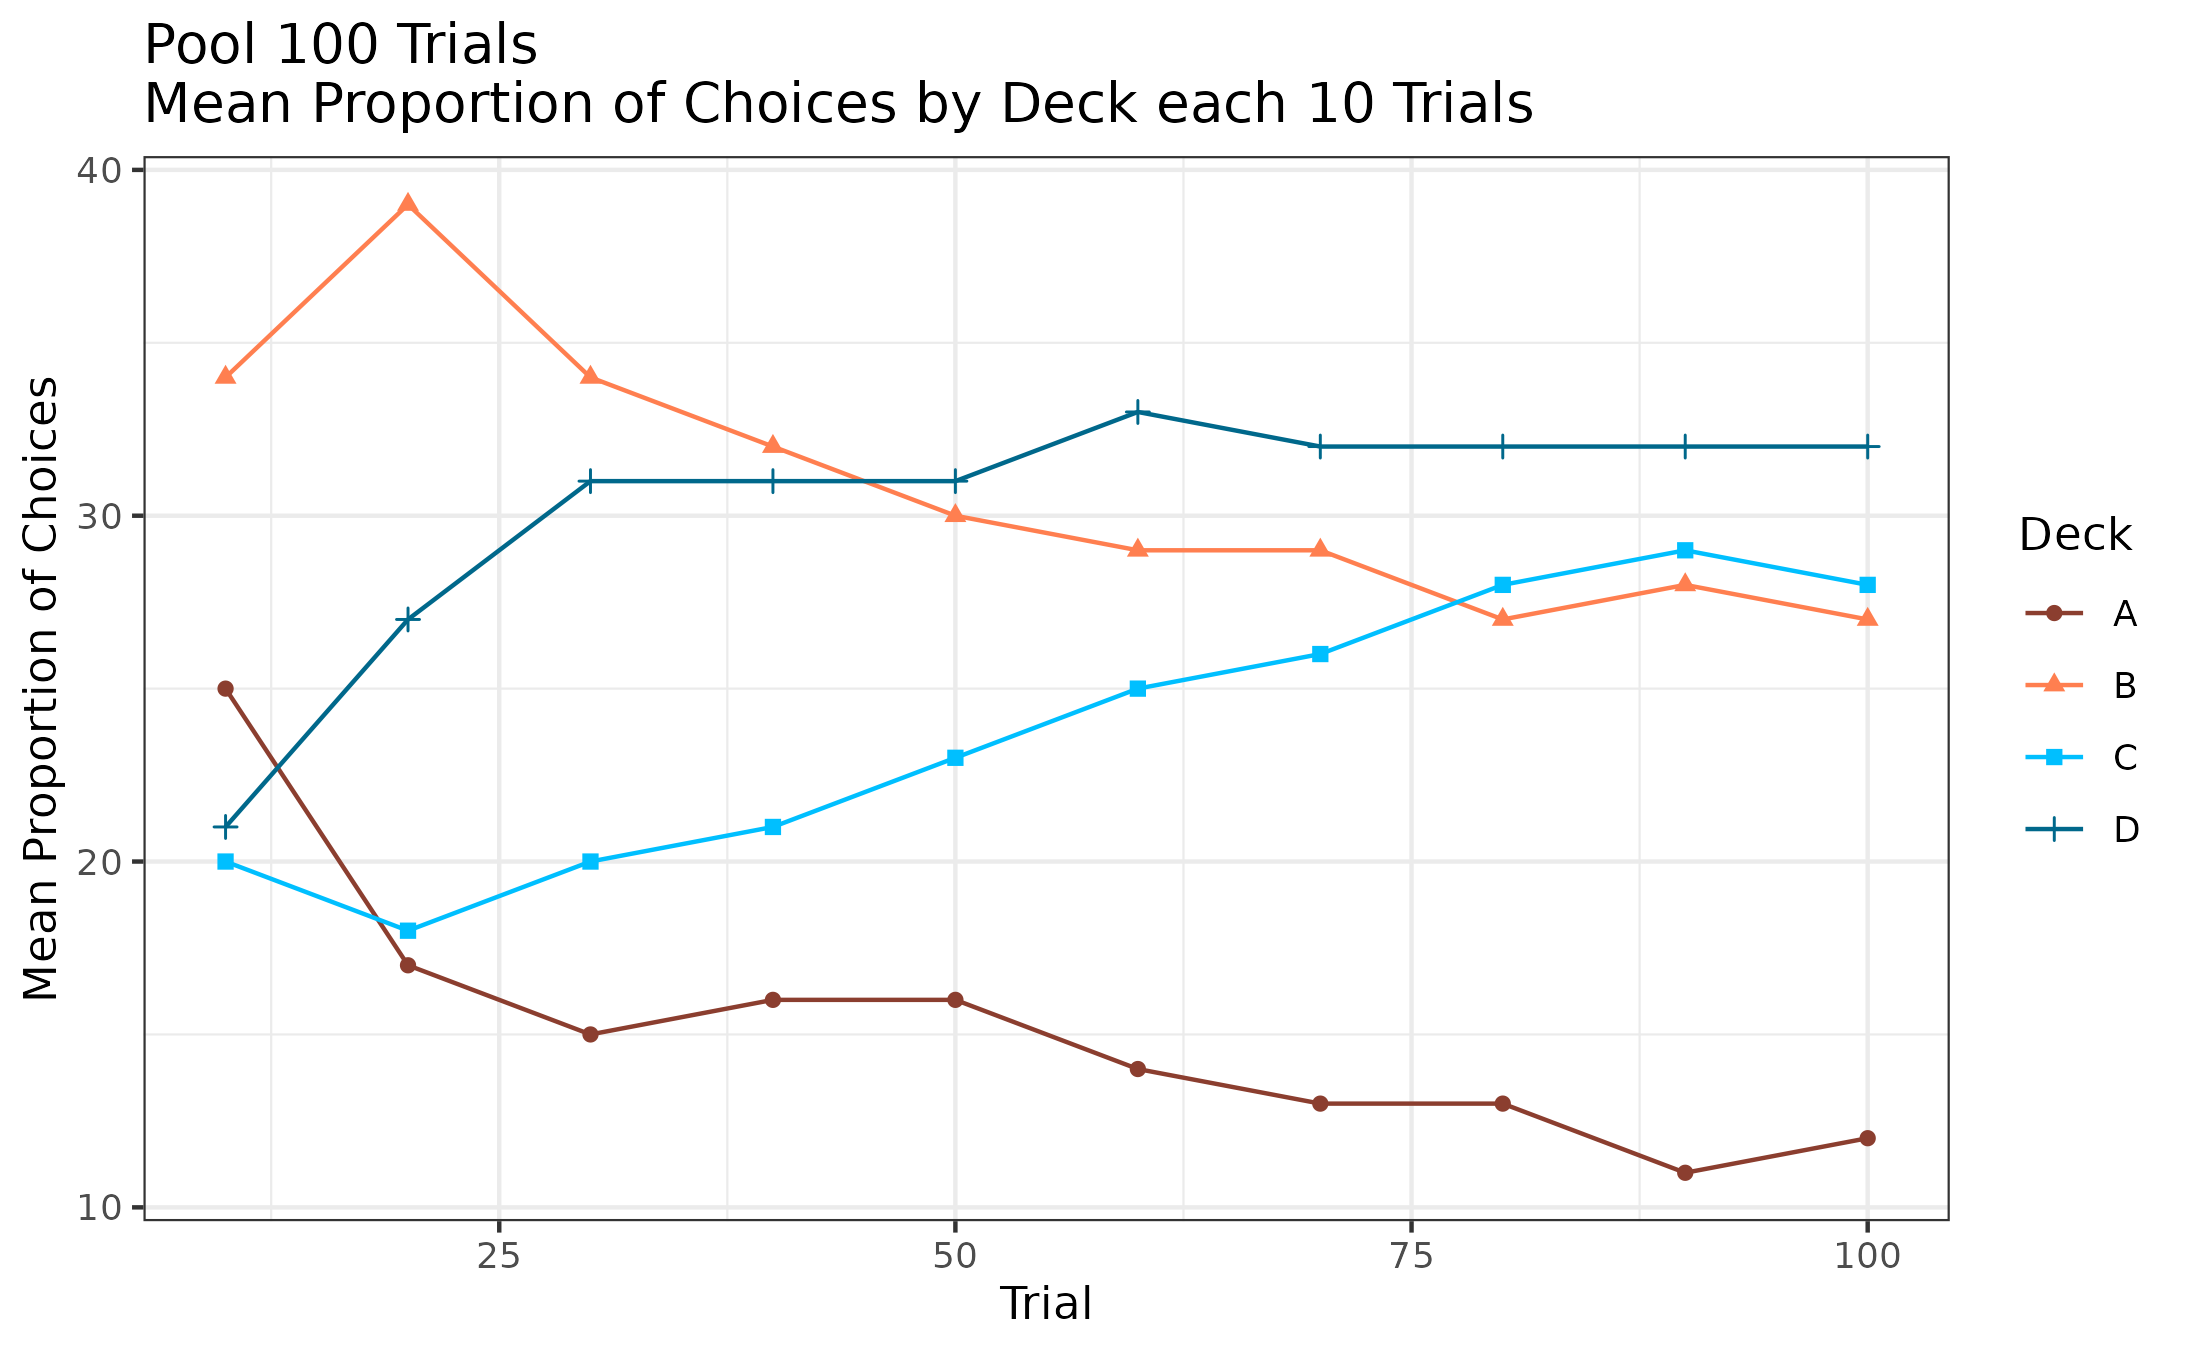 Pool 100 Trials
Mean Proportion of Choices by Deck each 10 Trials
Mean Proportion of Choices
40
30
20
10
25
50
75
100
Trial
Deck
A
B
C
D